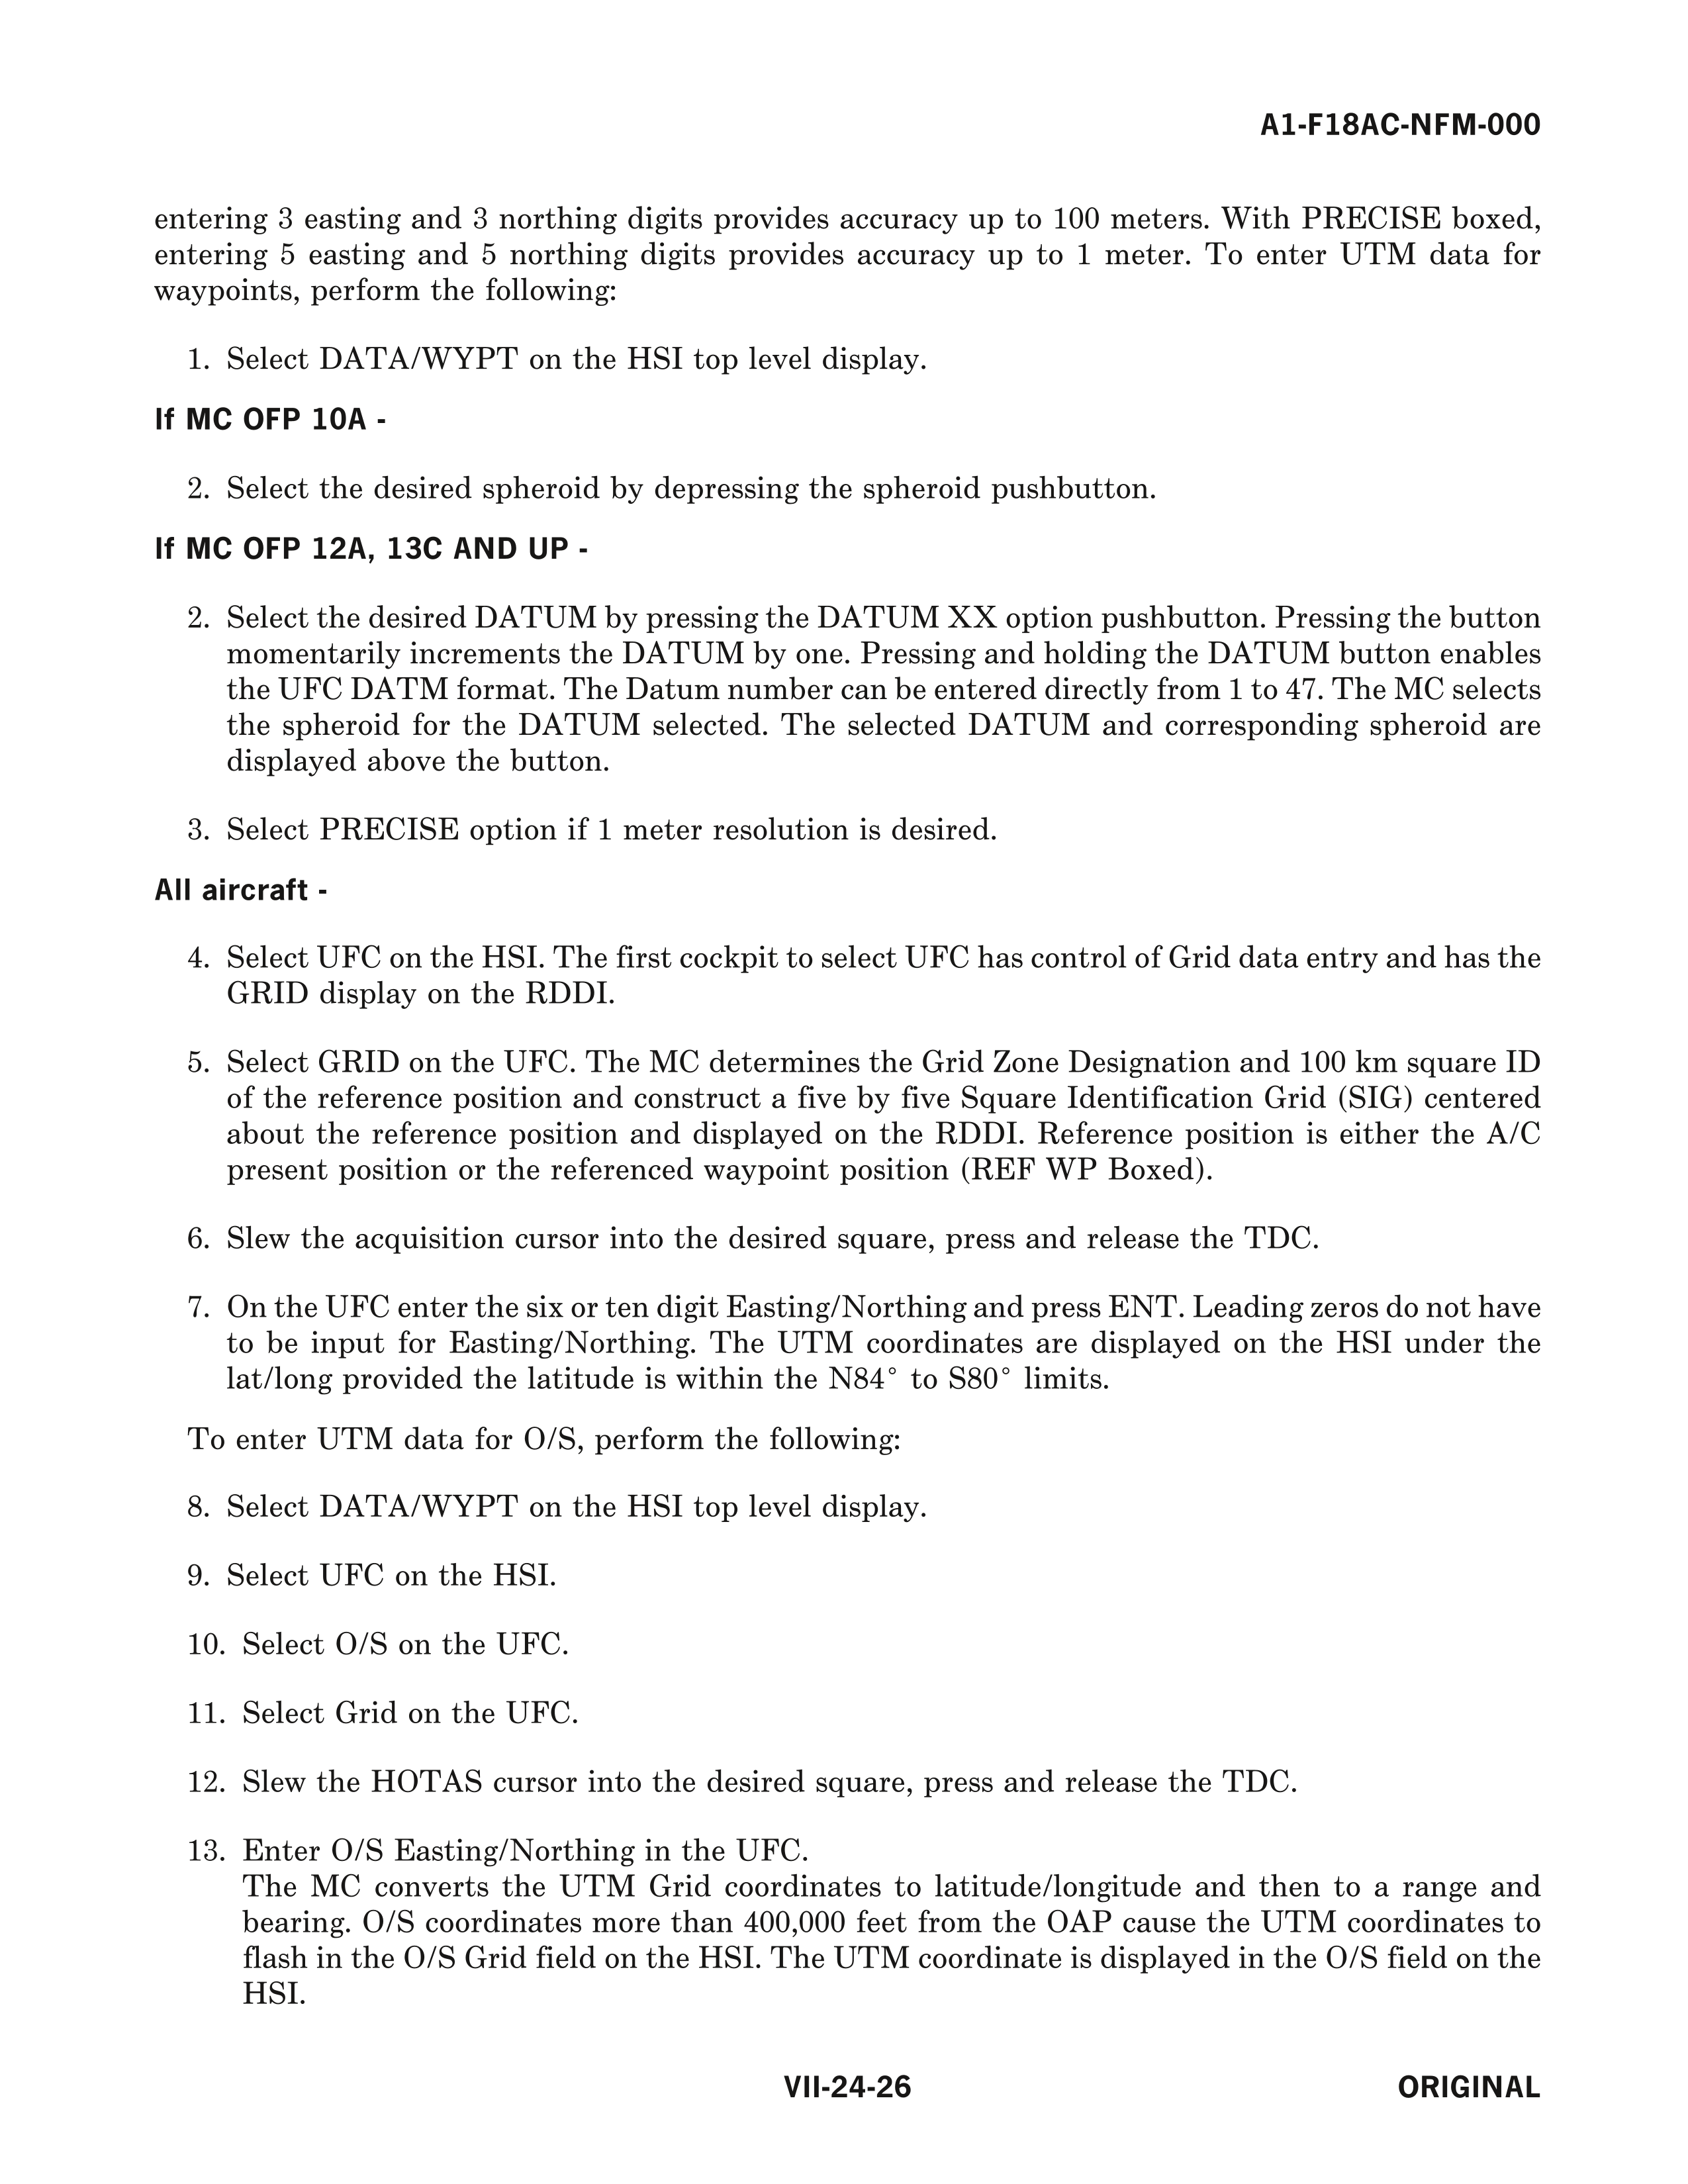 A1-F18AC-NFM-000
entering 3 easting and 3 northing digits provides accuracy up to 100 meters. With PRECISE boxed,
entering 5 easting and 5 northing digits provides accuracy up to 1 meter. To enter UTM data for
waypoints, perform the following:
1. Select DATA/WYPT on the HSI top level display.
If MC OFP 10A -
2. Select the desired spheroid by depressing the spheroid pushbutton.
If MC OFP 12A, 13C AND UP -
2. Select the desired DATUM by pressing the DATUM XX option pushbutton. Pressing the button
momentarily increments the DATUM by one. Pressing and holding the DATUM button enables
the UFC DATM format. The Datum number can be entered directly from 1 to 47. The MC selects
the spheroid for the DATUM selected. The selected DATUM and corresponding spheroid are
displayed above the button.
3. Select PRECISE option if 1 meter resolution is desired.
All aircraft -
4. Select UFC on the HSI. The first cockpit to select UFC has control of Grid data entry and has the
GRID display on the RDDI.
5. Select GRID on the UFC. The MC determines the Grid Zone Designation and 100 km square ID
of the reference position and construct a five by five Square Identification Grid (SIG) centered
about the reference position and displayed on the RDDI. Reference position is either the A/C
present position or the referenced waypoint position (REF WP Boxed).
6. Slew the acquisition cursor into the desired square, press and release the TDC.
7. On the UFC enter the six or ten digit Easting/Northing and press ENT. Leading zeros do not have
to be input for Easting/Northing. The UTM coordinates are displayed on the HSI under the
lat/long provided the latitude is within the N84° to S80° limits.
To enter UTM data for O/S, perform the following:
8. Select DATA/WYPT on the HSI top level display.
9. Select UFC on the HSI.
10. Select O/S on the UFC.
11. Select Grid on the UFC.
12. Slew the HOTAS cursor into the desired square, press and release the TDC.
13. Enter O/S Easting/Northing in the UFC.
The MC converts the UTM Grid coordinates to latitude/longitude and then to a range and
bearing. O/S coordinates more than 400,000 feet from the OAP cause the UTM coordinates to
flash in the O/S Grid field on the HSI. The UTM coordinate is displayed in the O/S field on the
HSI.
VII-24-26
ORIGINAL